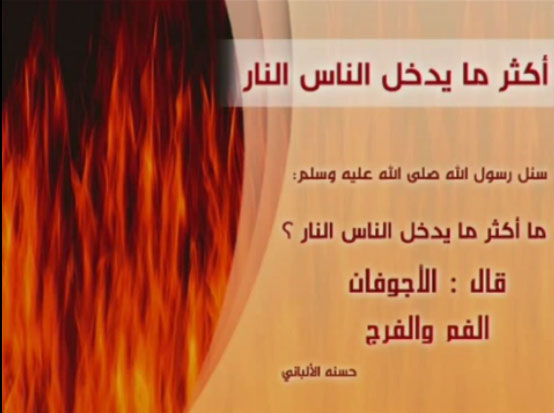 أكثر ما يدخل الناس النار
سئل رسول الله صلى الله عليه وسلم:
ما أكثر ما يدخل الناس النار ؟
قال : الأجوفان
الفم والفرج
حسنه الألباني